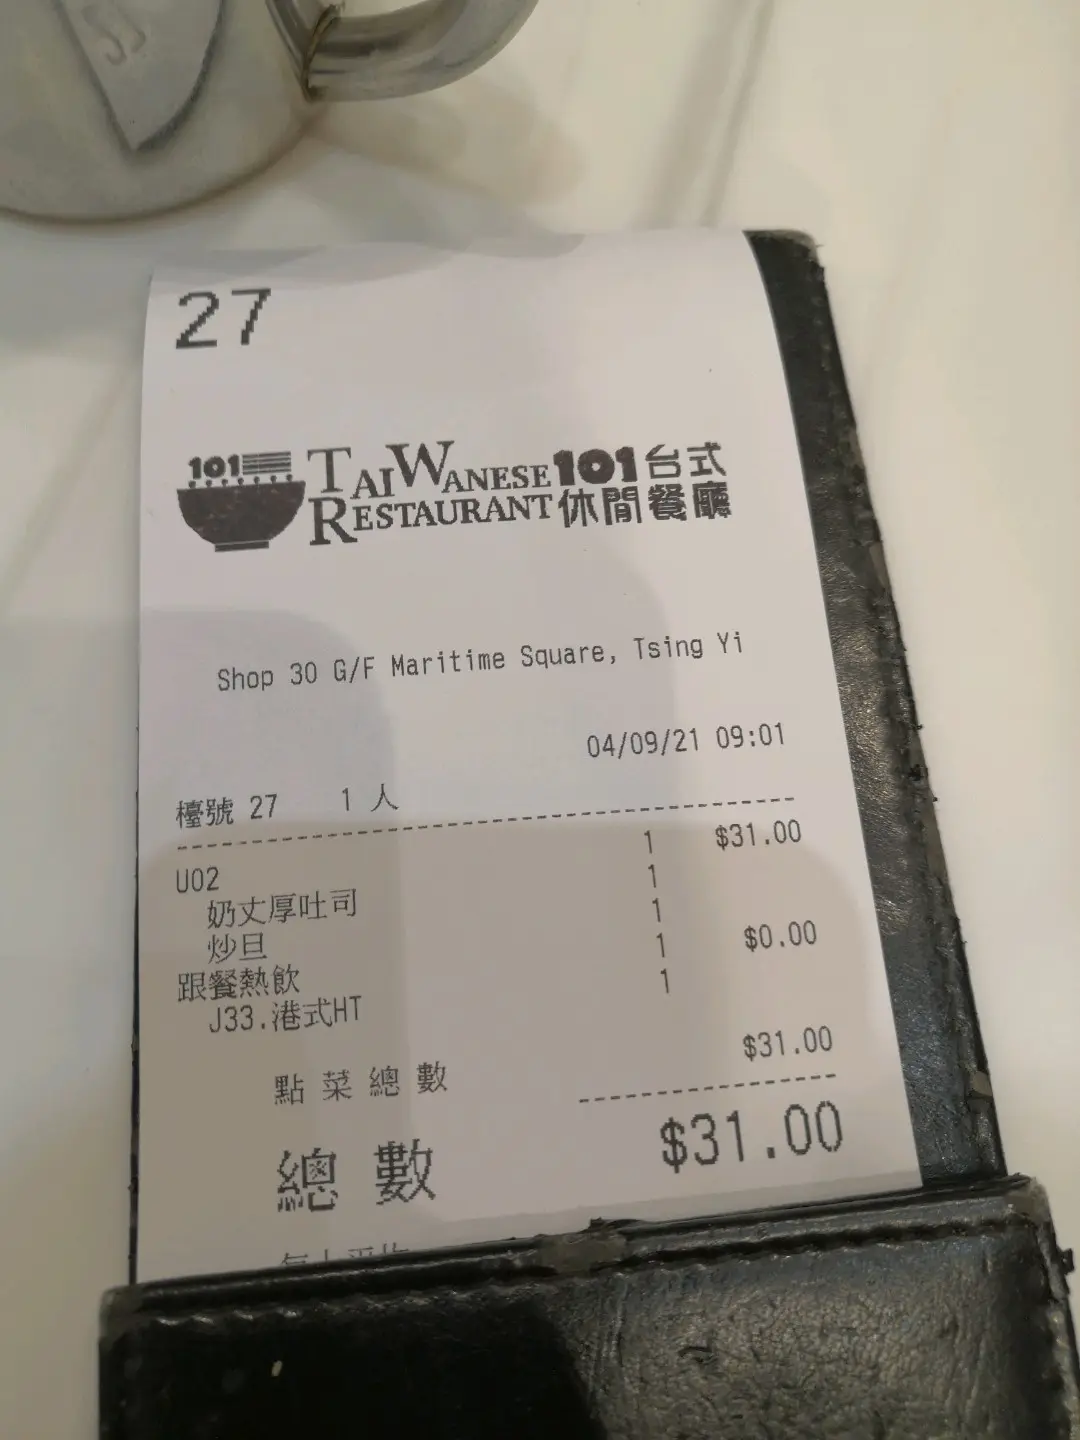 27
101 TAIWANESE 101台式
RESTAURANT 休閒餐廳
Shop 30 G/F Maritime Square, Tsing Yi
04/09/21 09:01
檯號 27 1 人
U02 1 $31.00
奶丈厚吐司 1
炒旦 1
跟餐熱飲 1 $0.00
J33.港式HT 1
點菜總數 $31.00
總數 $31.00